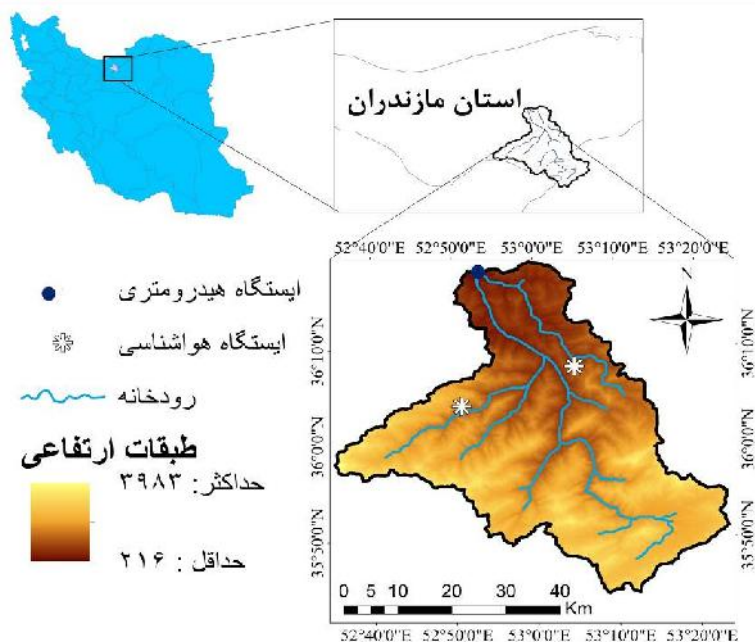 استان مازندران
52°40'0"E 52°50'0"E 53°0'0"E 53°10'0"E 53°20'0"E
N
36°10'0"N
36°0'0"N
35°50'0"N
36°10'0"N
36°0'0"N
35°50'0"N
ایستگاه هیدرومتری
ایستگاه هواشناسی
رودخانه
طبقات ارتفاعی
حداکثر: ۳۹۸۳
حداقل : ۲۱۶
0 5 10 20 30 40
Km
52°40'0"E 52°50'0"E 53°0'0"E 53°10'0"E 53°20'0"E